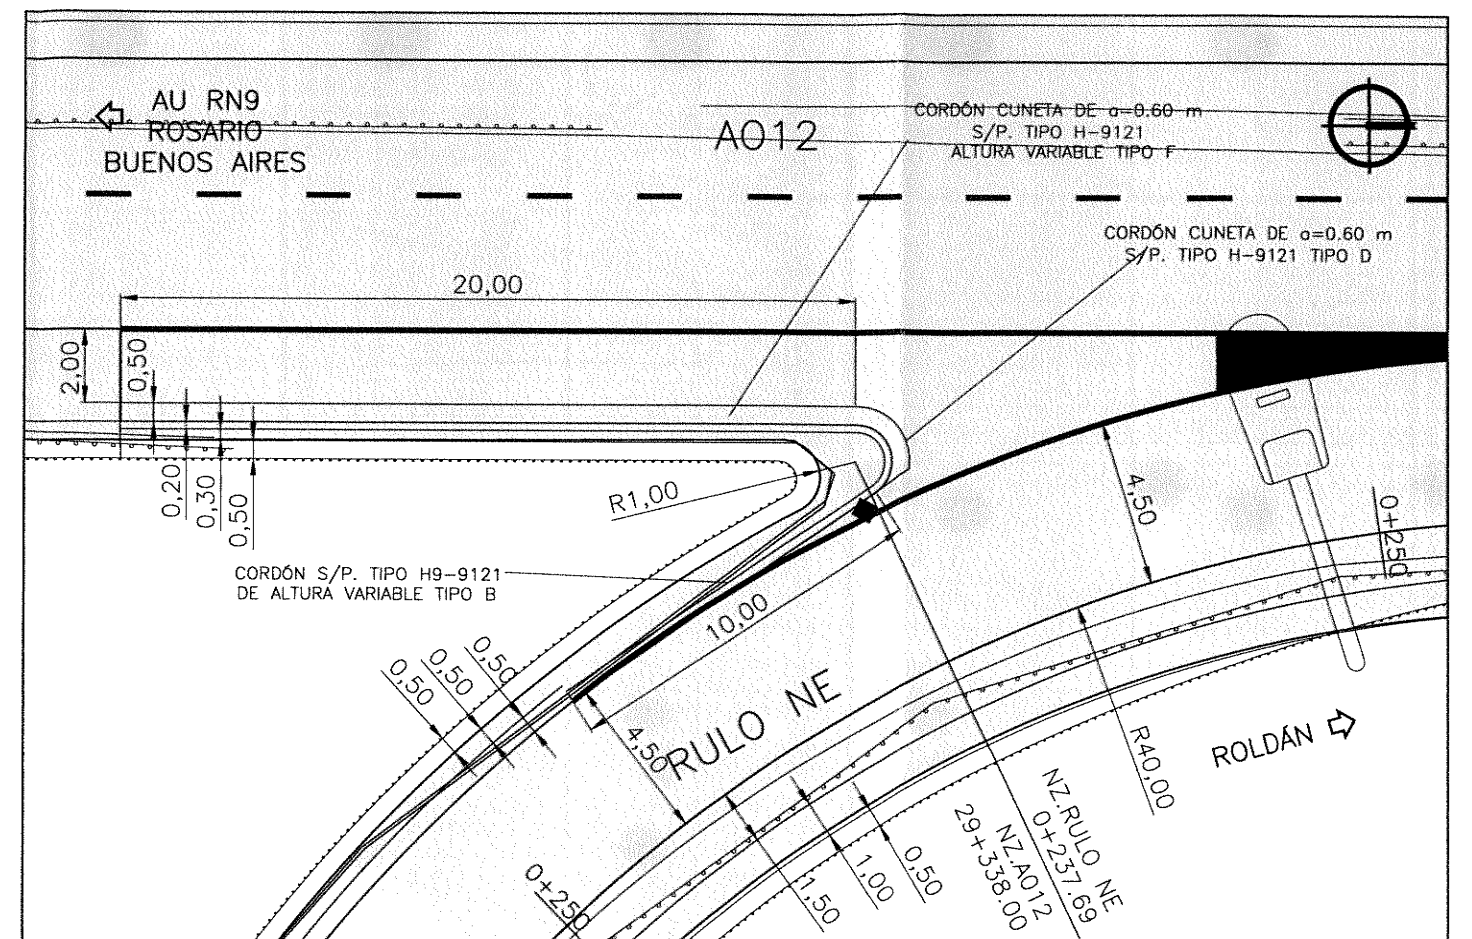 AU RN9
ROSARIO
BUENOS AIRES
A012
CORDÓN CUNETA DE a=0.60 m
S/P. TIPO H-9121
ALTURA VARIABLE TIPO F
CORDÓN CUNETA DE a=0.60 m
S/P. TIPO H-9121 TIPO D
20,00
2,00
0,50
0,20
0,30
0,50
R1,00
4,50
0+250
CORDÓN S/P. TIPO H9-9121
DE ALTURA VARIABLE TIPO B
10,00
0,50
0,50
0,50
4,50
RULO NE
R40,00
ROLDÁN
NZ.RULO NE
0+237.69
NZ.A012
29+338.00
0,50
1,00
1,50
0+250